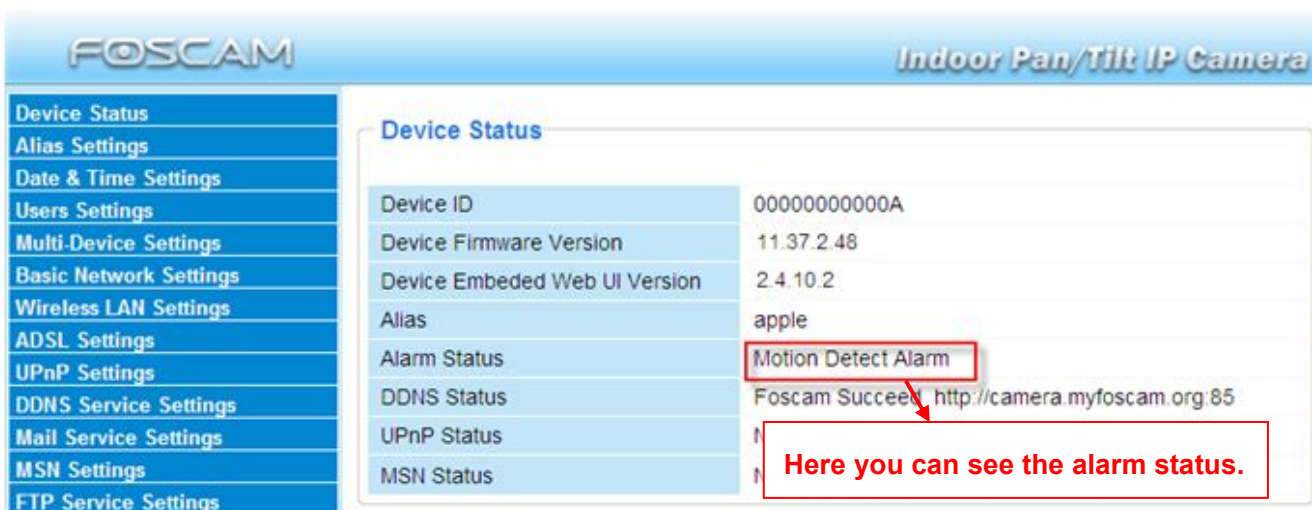 FOSCAM
Indoor Pan/Tilt IP Camera
Device Status
Alias Settings
Date & Time Settings
Users Settings
Multi-Device Settings
Basic Network Settings
Wireless LAN Settings
ADSL Settings
UPnP Settings
DDNS Service Settings
Mail Service Settings
MSN Settings
FTP Service Settings
Device Status
Device ID 00000000000A
Device Firmware Version 11.37.2.48
Device Embeded Web UI Version 2.4.10.2
Alias apple
Alarm Status Motion Detect Alarm
DDNS Status Foscam Succeed http://camera.myfoscam.org:85
UPnP Status
MSN Status
Here you can see the alarm status.